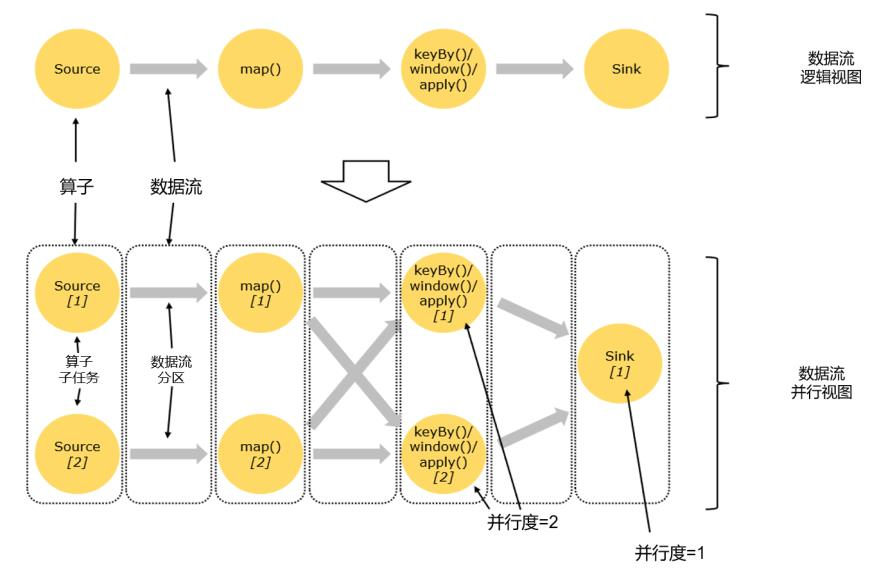 Source
map()
keyBy()/
window()/
apply()
Sink
数据流
逻辑视图
算子
数据流
Source
[1]
map()
[1]
keyBy()/
window()/
apply()
[1]
算子
子任务
数据流
分区
Sink
[1]
数据流
并行视图
Source
[2]
map()
[2]
keyBy()/
window()/
apply()
[2]
并行度=2
并行度=1